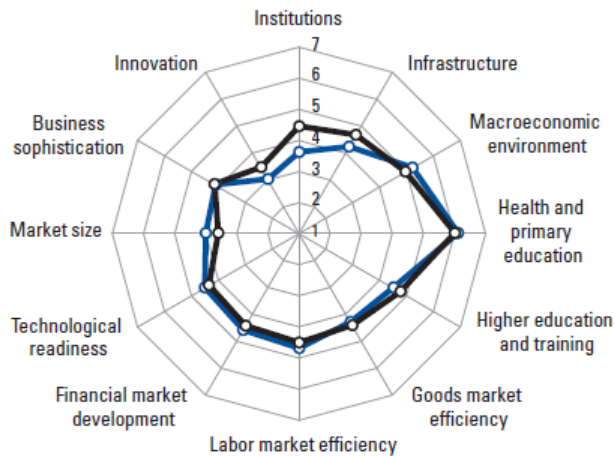 Institutions
7
6
5
4
3
2
1
Infrastructure
Macroeconomic
environment
Health and
primary
education
Higher education
and training
Goods market
efficiency
Labor market efficiency
Financial market
development
Technological
readiness
Market size
Business
sophistication
Innovation